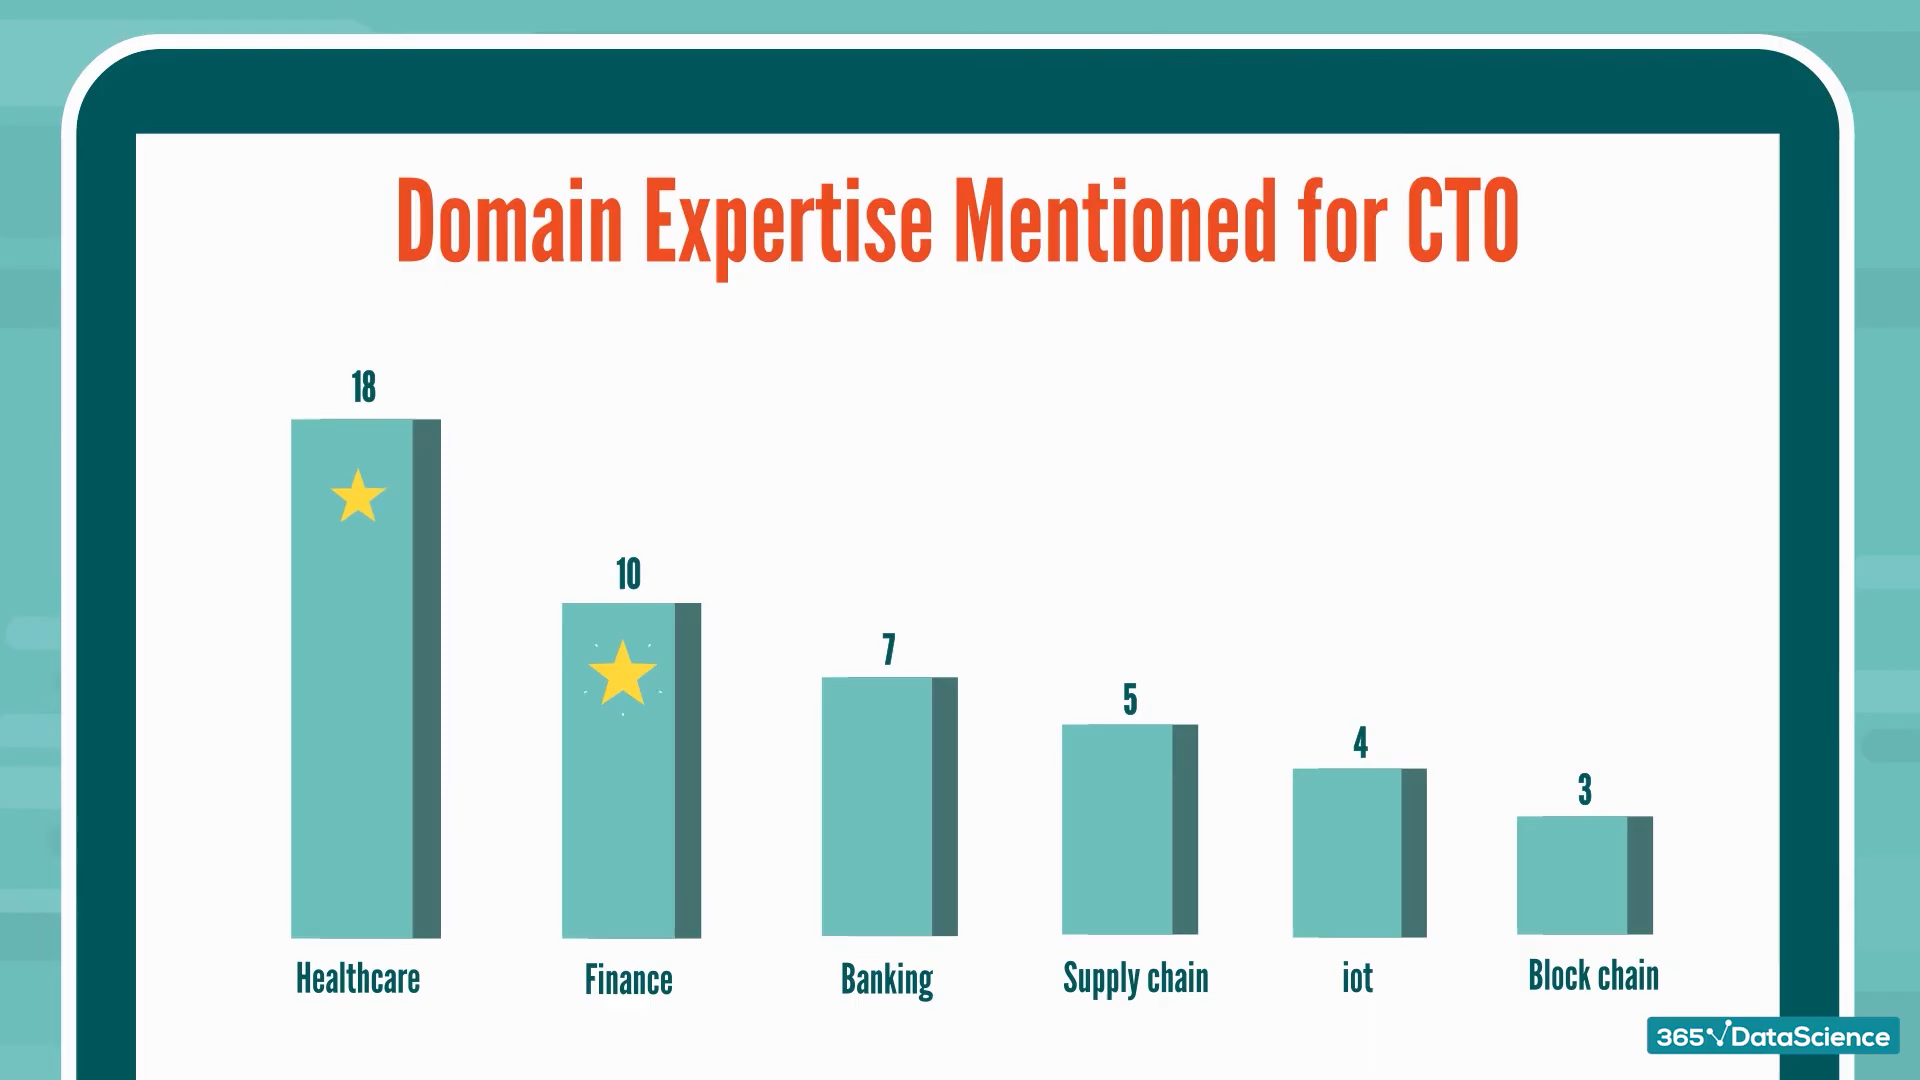 Domain Expertise Mentioned for CTO
18
10
7
5
4
3
Healthcare
Finance
Banking
Supply chain
iot
Block chain
365 DataScience